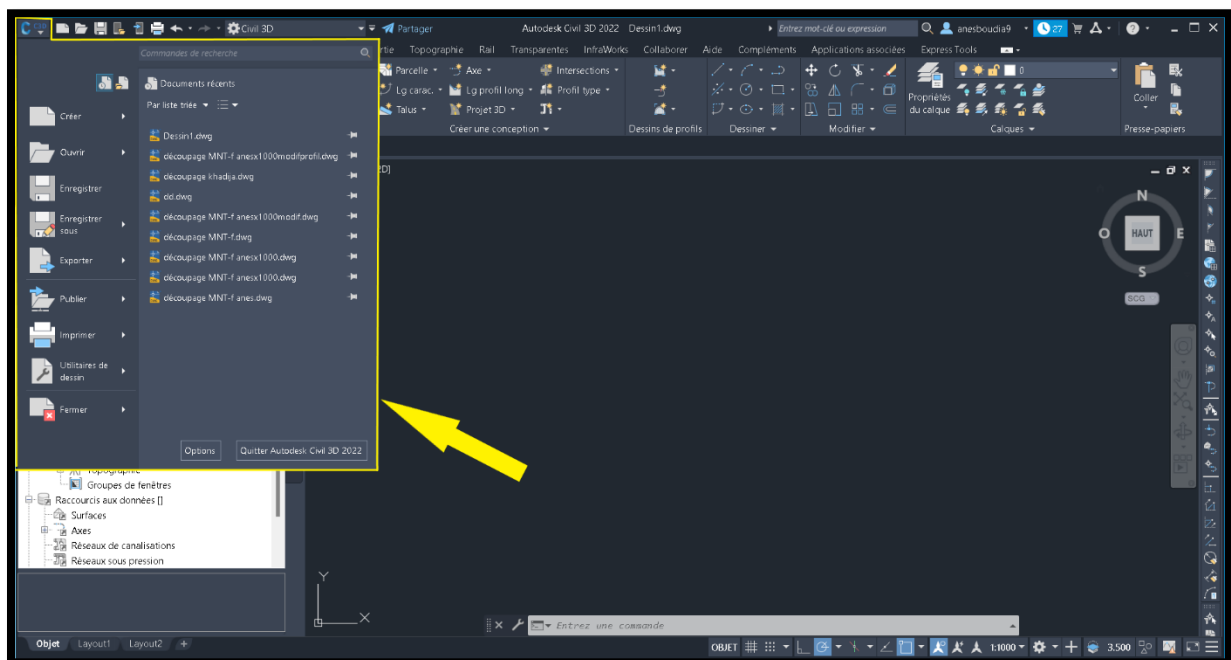 Civil 3D
Partager
Autodesk Civil 3D 2022 Dessin1.dwg
Entrez mot-clé ou expression
anesboudia9
27
Topographie Rail Transparentes InfraWorks Collaborer Aide Compléments Applications associées Express Tools
Commandes de recherche
Documents récents
Par liste triée
Créer
Ouvrir
Enregistrer
Enregistrer
sous
Exporter
Publier
Imprimer
Utilitaires de
dessin
Fermer
Dessin1.dwg
découpage MNT-f anesx1000modifprofil.dwg
découpage khadija.dwg
dd.dwg
découpage MNT-f anesx1000modif.dwg
découpage MNT-f.dwg
découpage MNT-f anesx1000.dwg
découpage MNT-f anesx1000.dwg
découpage MNT-f anes.dwg
Options
Quitter Autodesk Civil 3D 2022
Parcelle Axe Intersections
Lg carac. Lg profil long Profil type
Talus Projet 3D
Créer une conception
Dessins de profils
Dessiner
Modifier
0
Propriétés
du calque
Calques
Coller
Presse-papiers
2D]
N
O HAUT E
S
SCG
Groupes de fenêtres
Raccourcis aux données []
Surfaces
Axes
Réseaux de canalisations
Réseaux sous pression
Y
X
Entrez une commande
Objet Layout1 Layout2 +
OBJET
1:1000
3.500